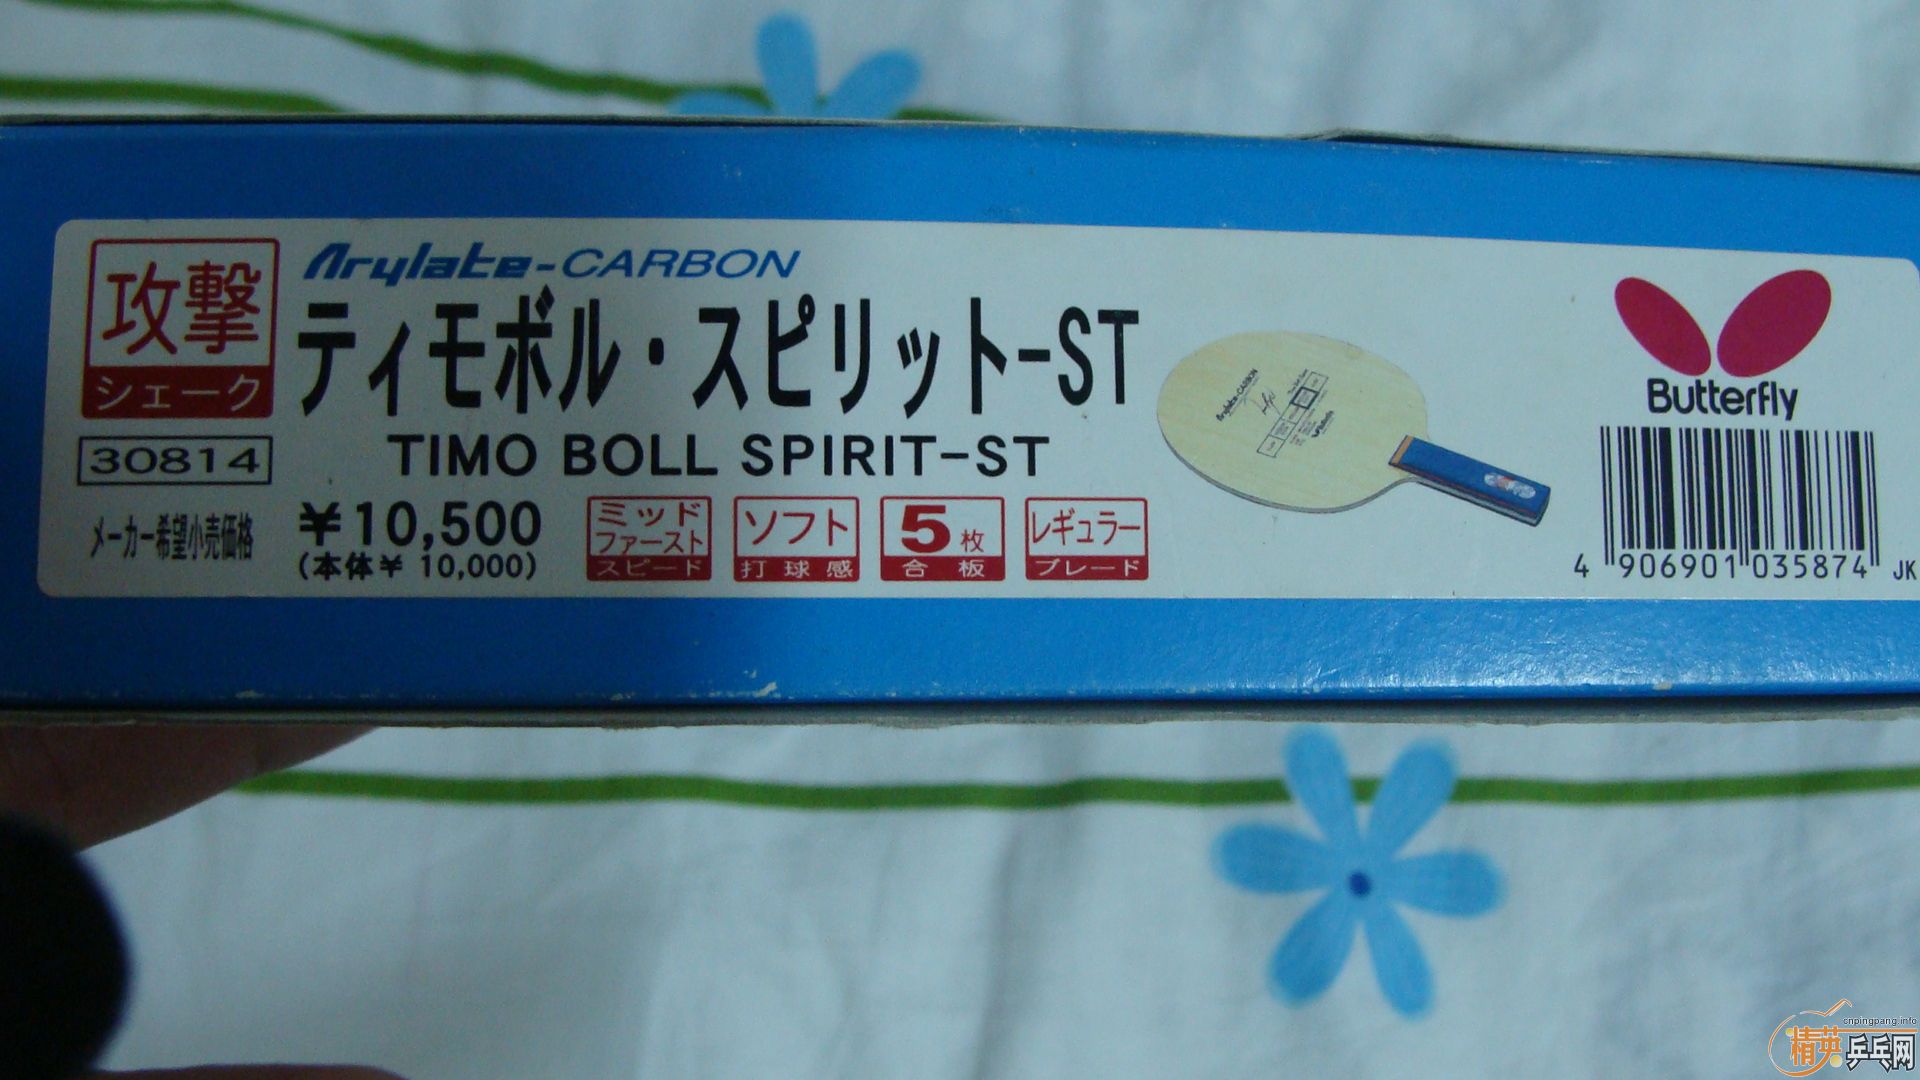 攻撃
シェーク
30814
Arylate-CARBON
ティモボル・スピリット-ST
TIMO BOLL SPIRIT-ST
メーカー希望小売価格
¥10,500
(本体¥ 10,000)
ミッド
ファースト
スピード
ソフト
打球感
5枚
合板
レギュラー
ブレード
Arylate-CARBON
Butterfly
4 906901 035874 JK
cnpingpang.info
精英乒乓网